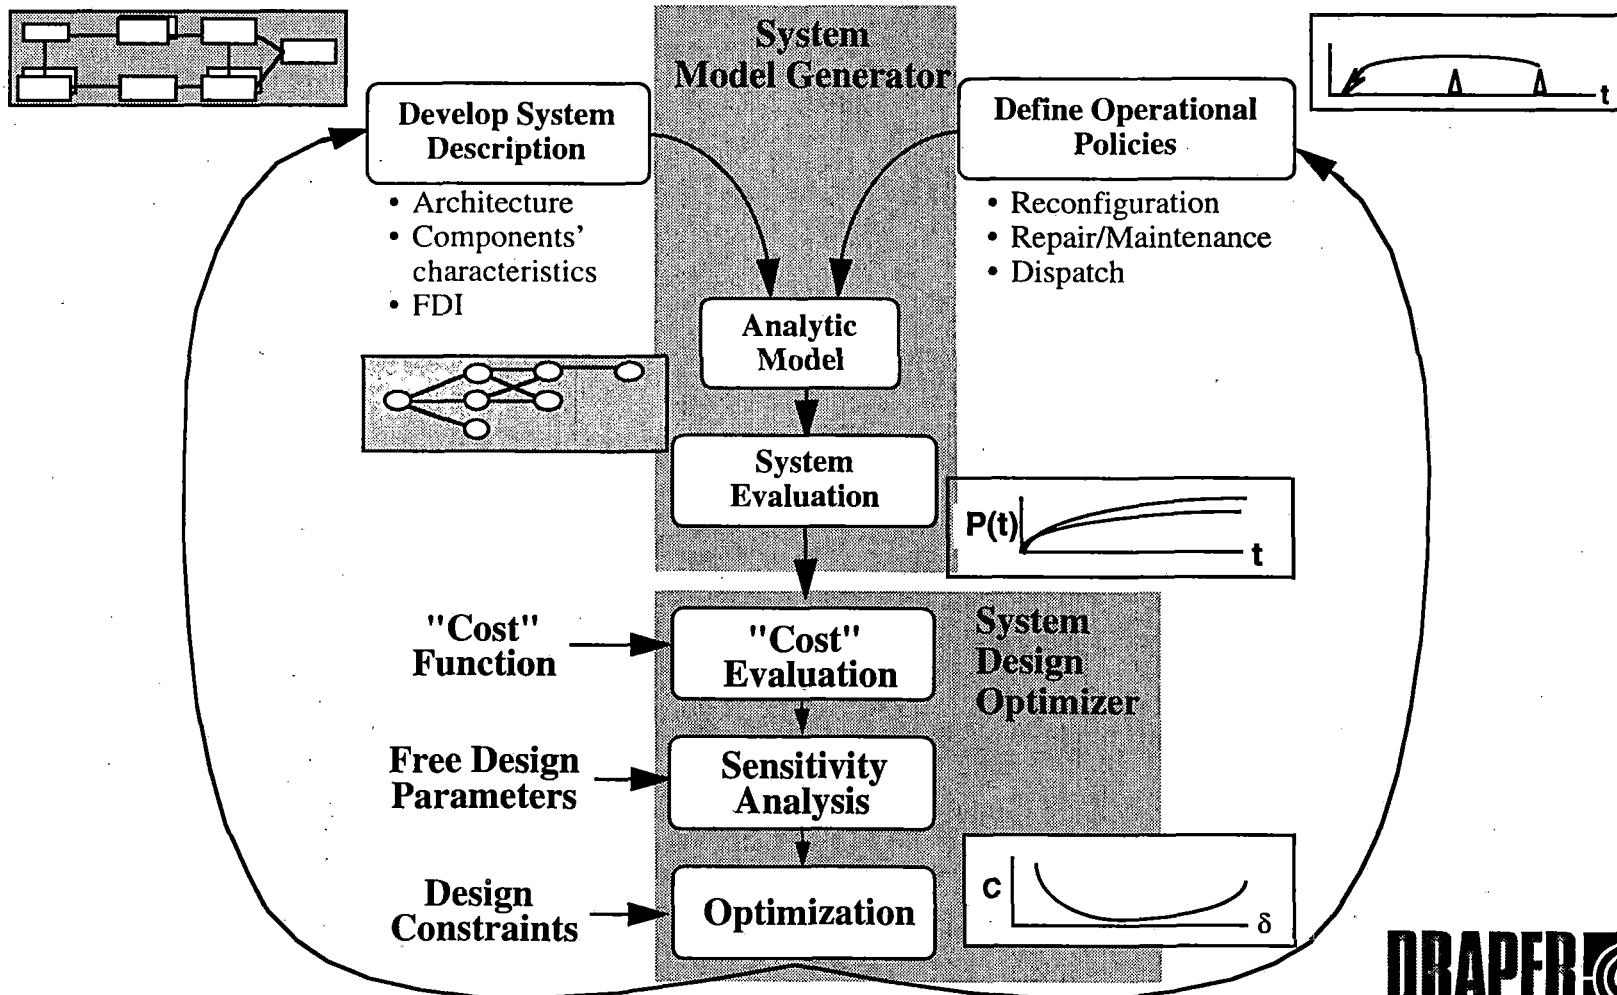 System
Model Generator
t
Develop System
Description
Define Operational
Policies
• Architecture
• Components'
characteristics
• FDI
• Reconfiguration
• Repair/Maintenance
• Dispatch
Analytic
Model
System
Evaluation
P(t)
t
"Cost"
Function
"Cost"
Evaluation
System
Design
Optimizer
Free Design
Parameters
Sensitivity
Analysis
Design
Constraints
Optimization
C
δ
DRAPER